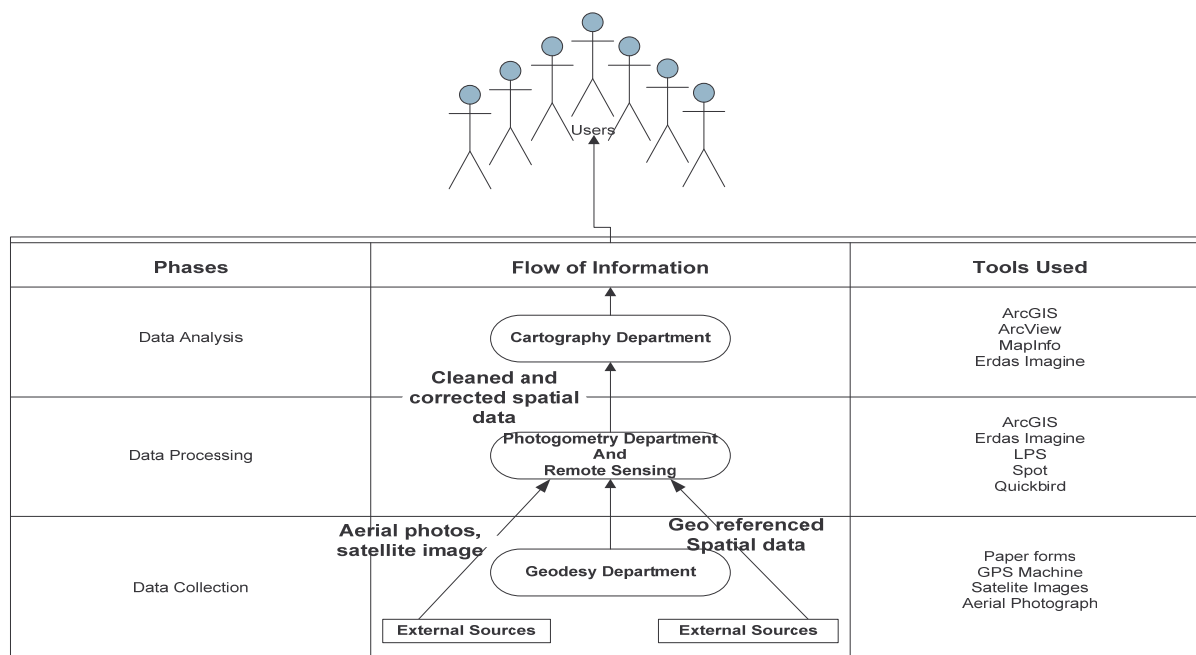 Users
Phases
Flow of Information
Tools Used
Data Analysis
Cartography Department
ArcGIS
ArcView
MapInfo
Erdas Imagine
Cleaned and
corrected spatial
data
Data Processing
Photogometry Department
And
Remote Sensing
ArcGIS
Erdas Imagine
LPS
Spot
Quickbird
Aerial photos,
satellite image
Geo referenced
Spatial data
Data Collection
Geodesy Department
Paper forms
GPS Machine
Satelite Images
Aerial Photograph
External Sources
External Sources